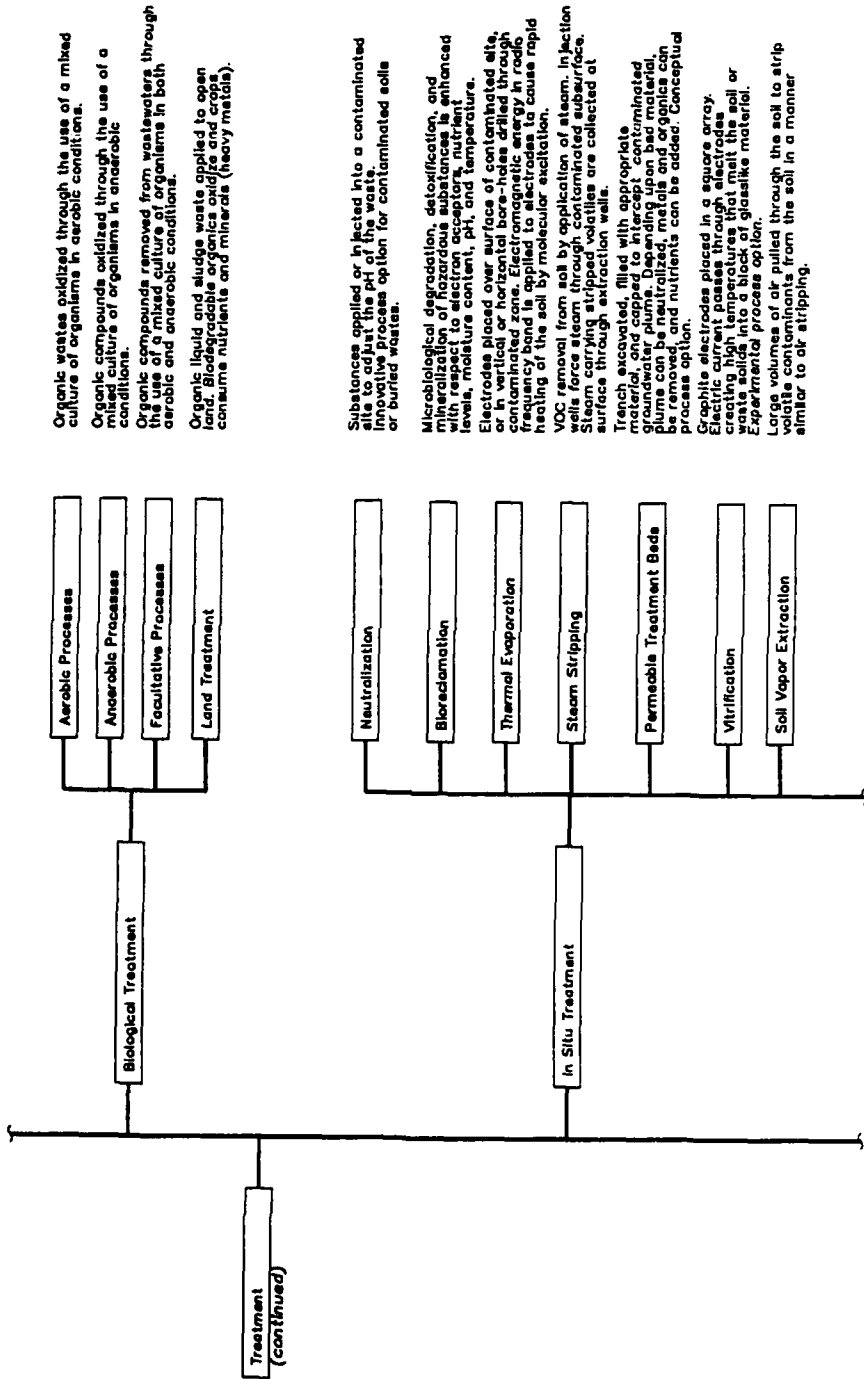 Treatment
(continued)
Biological Treatment
Aerobic Processes
Organic wastes oxidized through the use of a mixed
culture of organisms in aerobic conditions.
Anaerobic Processes
Organic compounds oxidized through the use of a
mixed culture of organisms in anaerobic
conditions.
Facultative Processes
Organic compounds removed from wastewaters through
the use of a mixed culture of organisms in both
aerobic and anaerobic conditions.
Land Treatment
Organic liquid and sludge waste applied to open
land. Biodegradable organics oxidize and crops
consume nutrients and minerals (heavy metals).
In Situ Treatment
Neutralization
Substances applied or injected into a contaminated
site to adjust the pH of the waste.
Innovative process option for contaminated soils
or buried wastes.
Bioreclamation
Microbiological degradation, detoxification, and
mineralization of hazardous substances is enhanced
with respect to electron acceptors, nutrient
levels, moisture content, pH, and temperature.
Thermal Evaporation
Electrodes placed over surface of contaminated site,
or in vertical or horizontal bore-holes drilled through
contaminated zone. Electromagnetic energy in radio
frequency band is applied to electrodes to cause rapid
heating of the soil by molecular excitation.
Steam Stripping
VOC removal from soil by application of steam. Injection
wells force steam through contaminated subsurface.
Steam carrying stripped volatiles are collected at
surface through extraction wells.
Permeable Treatment Beds
Trench excavated, filled with appropriate
material, and capped to intercept contaminated
groundwater plume. Depending upon bed material,
plume can be neutralized, metals and organics can
be removed, and nutrients can be added. Conceptual
process option.
Vitrification
Graphite electrodes placed in a square array.
Electric current passes through electrodes
creating high temperatures that melt the soil or
waste solids into a block of glasslike material.
Experimental process option.
Soil Vapor Extraction
Large volumes of air pulled through the soil to strip
volatile contaminants from the soil in a manner
similar to air stripping.